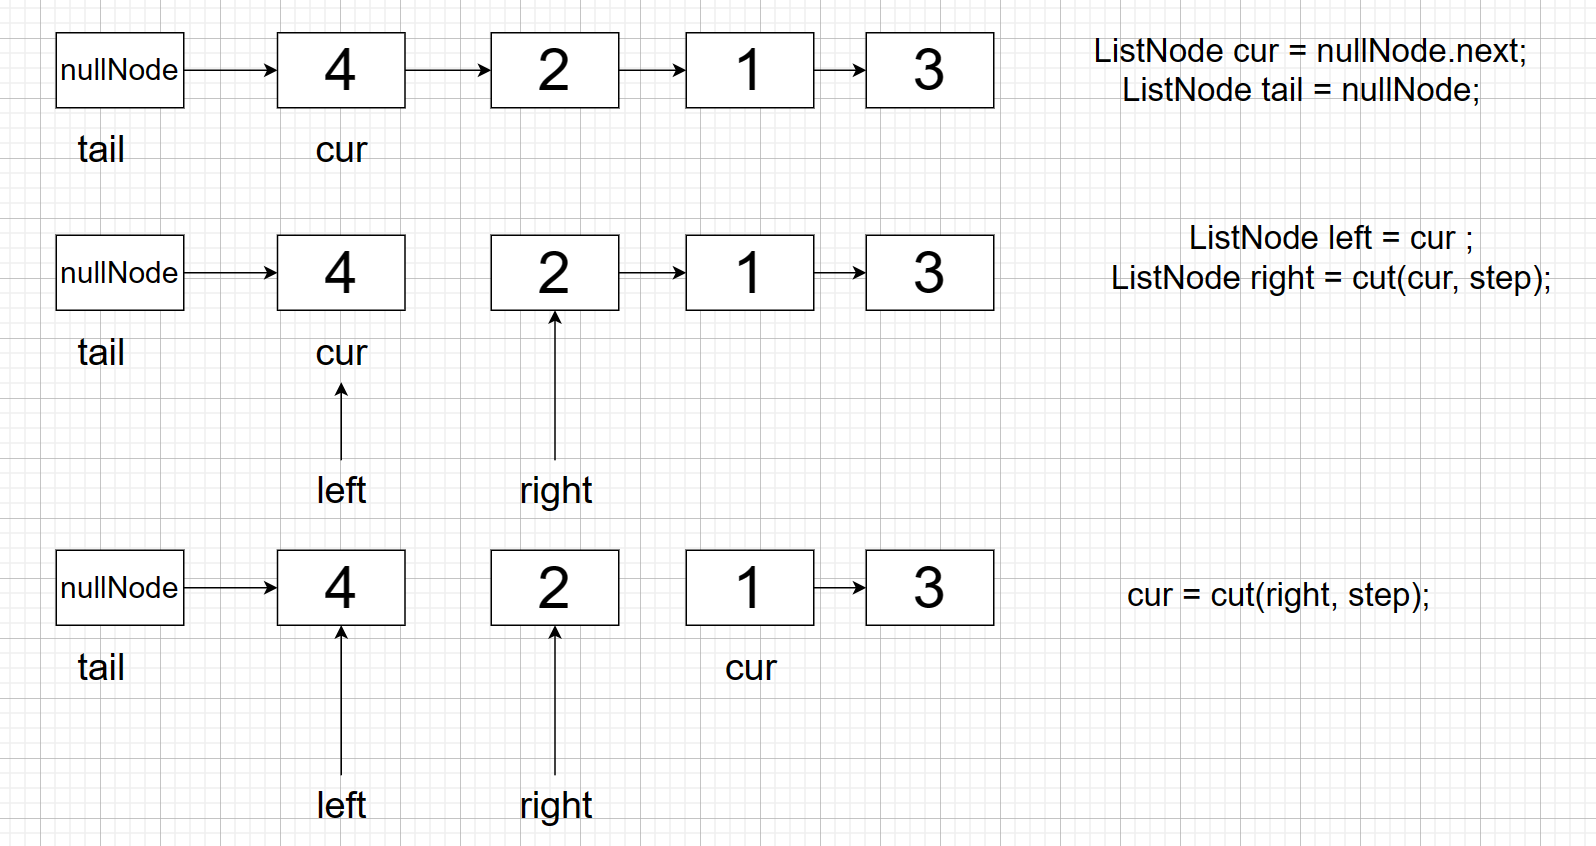 nullNode 4 2 1 3
ListNode cur = nullNode.next;
ListNode tail = nullNode;
tail cur
nullNode 4 2 1 3
ListNode left = cur ;
ListNode right = cut(cur, step);
tail cur
left right
nullNode 4 2 1 3
cur = cut(right, step);
tail cur
left right